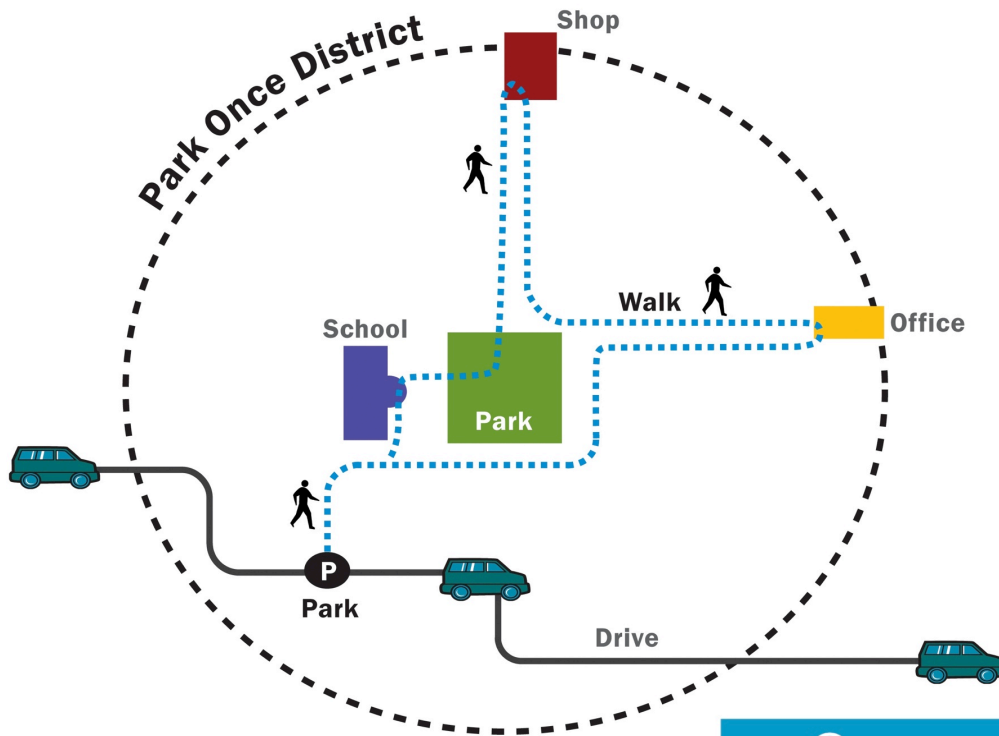 Shop
Park Once District
Walk
Office
School
Park
P
Park
Drive